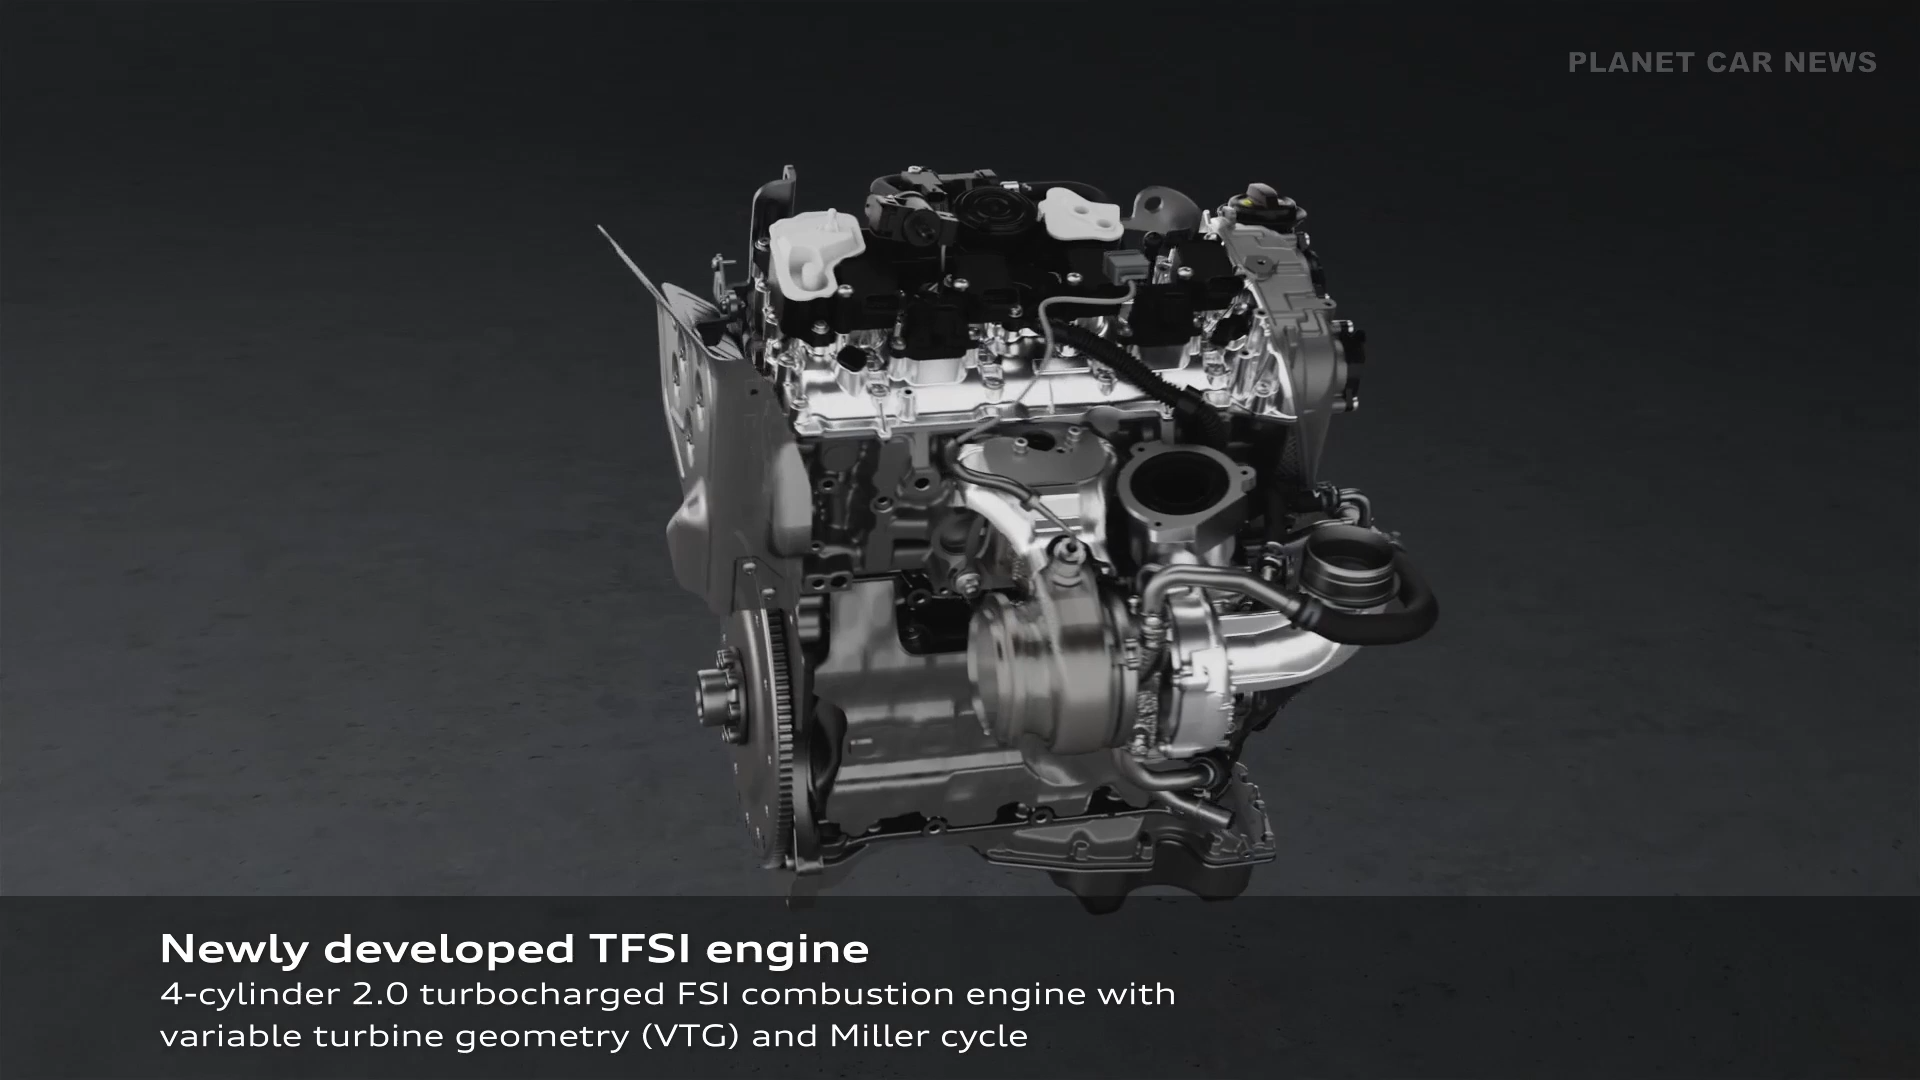 PLANET CAR NEWS
Newly developed TFSI engine
4-cylinder 2.0 turbocharged FSI combustion engine with
variable turbine geometry (VTG) and Miller cycle